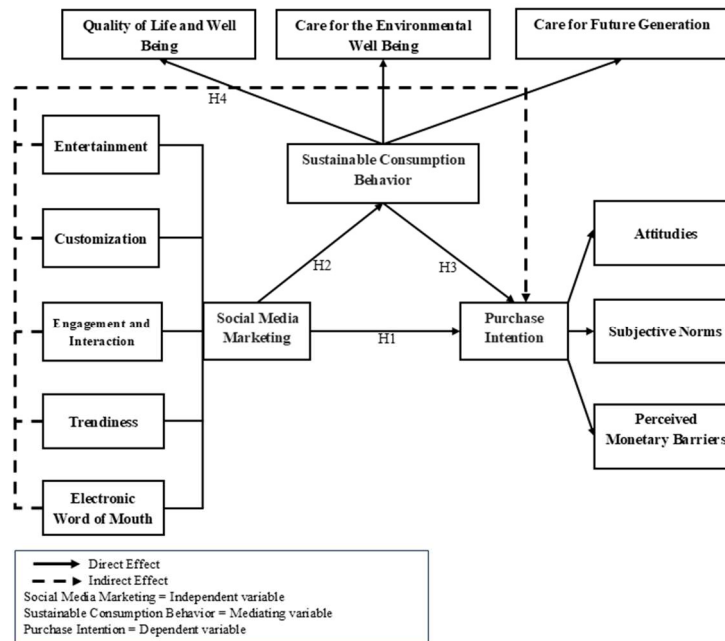 Quality of Life and Well
Being
Care for the Environmental
Well Being
Care for Future Generation
H4
Entertainment
Sustainable Consumption
Behavior
Customization
Attitudies
H2
H3
Engagement and
Interaction
Social Media
Marketing
H1
Purchase
Intention
Subjective Norms
Trendiness
Perceived
Monetary Barriers
Electronic
Word of Mouth
Direct Effect
Indirect Effect
Social Media Marketing = Independent variable
Sustainable Consumption Behavior = Mediating variable
Purchase Intention = Dependent variable